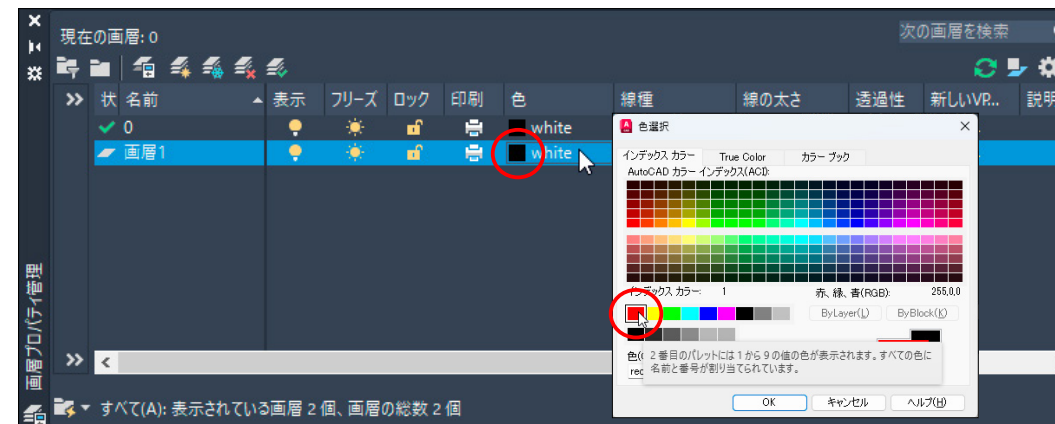 現在の画層: 0
次の画層を検索
状 名前 表示 フリーズ ロック 印刷 色 線種 線の太さ 透過性 新しいVP... 説明
0 white
画層1 white
色選択
インデックス カラー True Color カラー ブック
AutoCAD カラー インデックス(ACI):
インデックス カラー: 1 赤、緑、青(RGB): 255,0,0
ByLayer(L) ByBlock(K)
2 番目のパレットには 1 から 9 の値の色が表示されます。すべての色に
名前と番号が割り当てられています。
red
OK キャンセル ヘルプ(H)
画層プロパティ管理
すべて(A): 表示されている画層 2 個、画層の総数 2 個